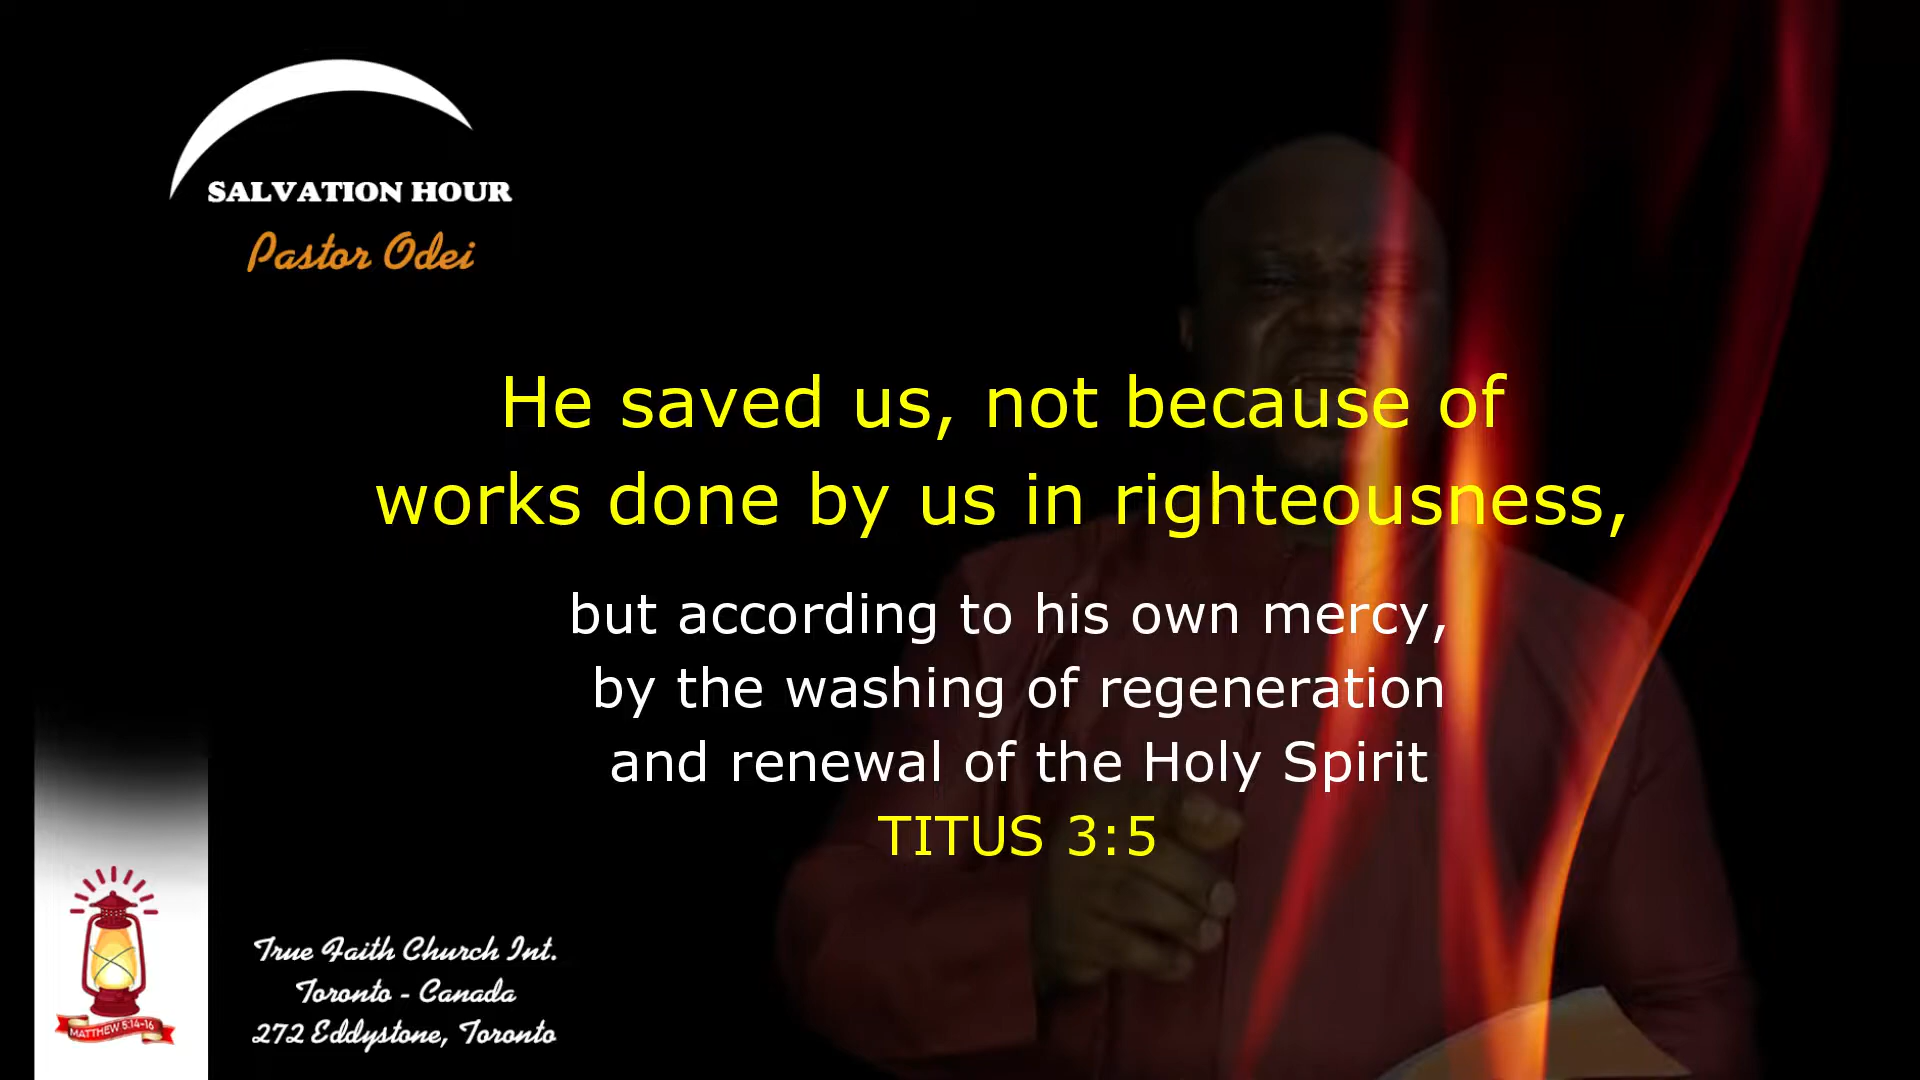 SALVATION HOUR
Pastor Odei
He saved us, not because of
works done by us in righteousness,
but according to his own mercy,
by the washing of regeneration
and renewal of the Holy Spirit
TITUS 3:5
True Faith Church Int.
Toronto - Canada
272 Eddystone, Toronto
MATTHEW 5:14-16